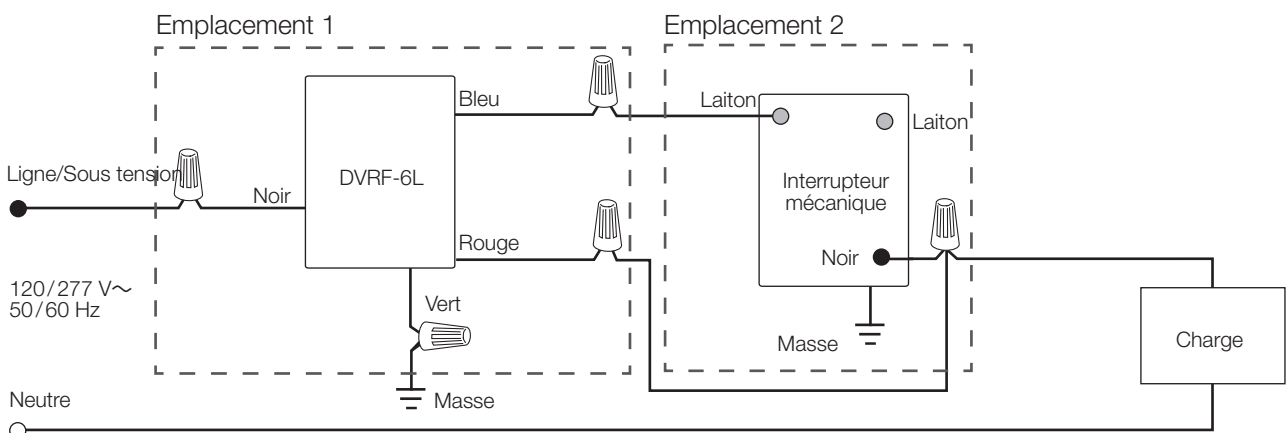 Emplacement 1
Emplacement 2
Bleu
Laiton
Laiton
Ligne/Sous tension
Noir
DVRF-6L
Interrupteur
mécanique
Rouge
Noir
120/277 V~
50/60 Hz
Vert
Masse
Charge
Neutre
Masse